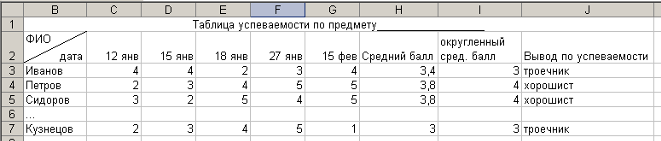 B C D E F G H I J
1 Таблица успеваемости по предмету____________________
ФИО округленный
2 дата 12 янв 15 янв 18 янв 27 янв 15 фев Средний балл сред. балл Вывод по успеваемости
3 Иванов 4 4 2 3 4 3,4 3 троечник
4 Петров 2 3 4 5 5 3,8 4 хорошист
5 Сидоров 3 2 5 4 5 3,8 4 хорошист
6 ...
7 Кузнецов 2 3 4 5 1 3 3 троечник